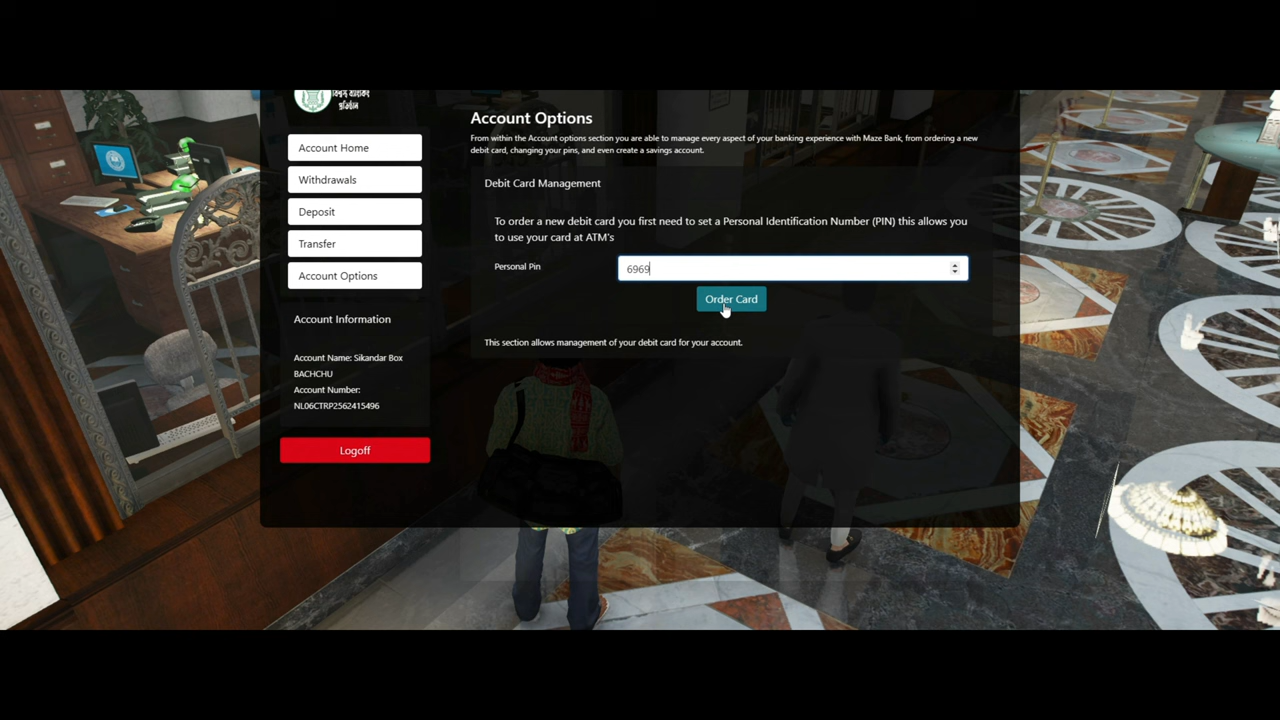 প্রতিষ্ঠান
Account Home
Withdrawals
Deposit
Transfer
Account Options
Account Information
Account Name: Sikandar Box
BACHCHU
Account Number:
NL06CTRP2562415496
Logoff
Account Options
From within the Account options section you are able to manage every aspect of your banking experience with Maze Bank, from ordering a new
debit card, changing your pins, and even create a savings account.
Debit Card Management
To order a new debit card you first need to set a Personal Identification Number (PIN) this allows you
to use your card at ATM's
Personal Pin
6969
Order Card
This section allows management of your debit card for your account.